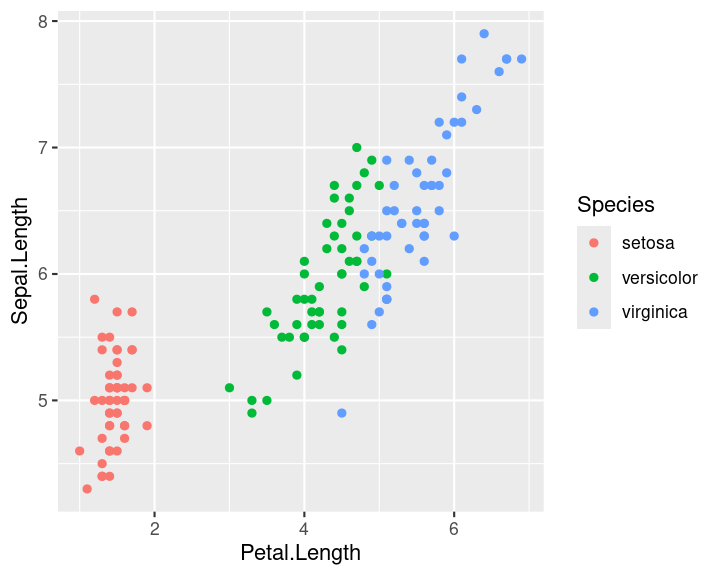 8
7
6
5
Sepal.Length
2
4
6
Petal.Length
Species
setosa
versicolor
virginica